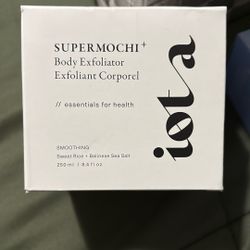 SUPERMOCHI+
Body Exfoliator
Exfoliant Corporel
// essentials for health
SMOOTHING
Sweet Rice + Balinese Sea Salt
250 ml / 8.5 fl oz
iota